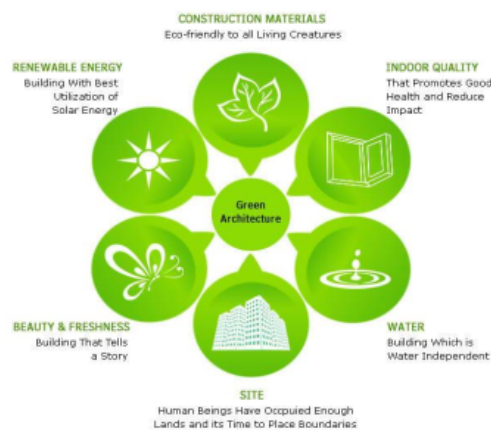 CONSTRUCTION MATERIALS
Eco-friendly to all Living Creatures
RENEWABLE ENERGY
Building With Best
Utilization of
Solar Energy
INDOOR QUALITY
That Promotes Good
Health and Reduce
Impact
Green
Architecture
BEAUTY & FRESHNESS
Building That Tells
a Story
WATER
Building Which is
Water Independent
SITE
Human Beings Have Occpuied Enough
Lands and its Time to Place Boundaries